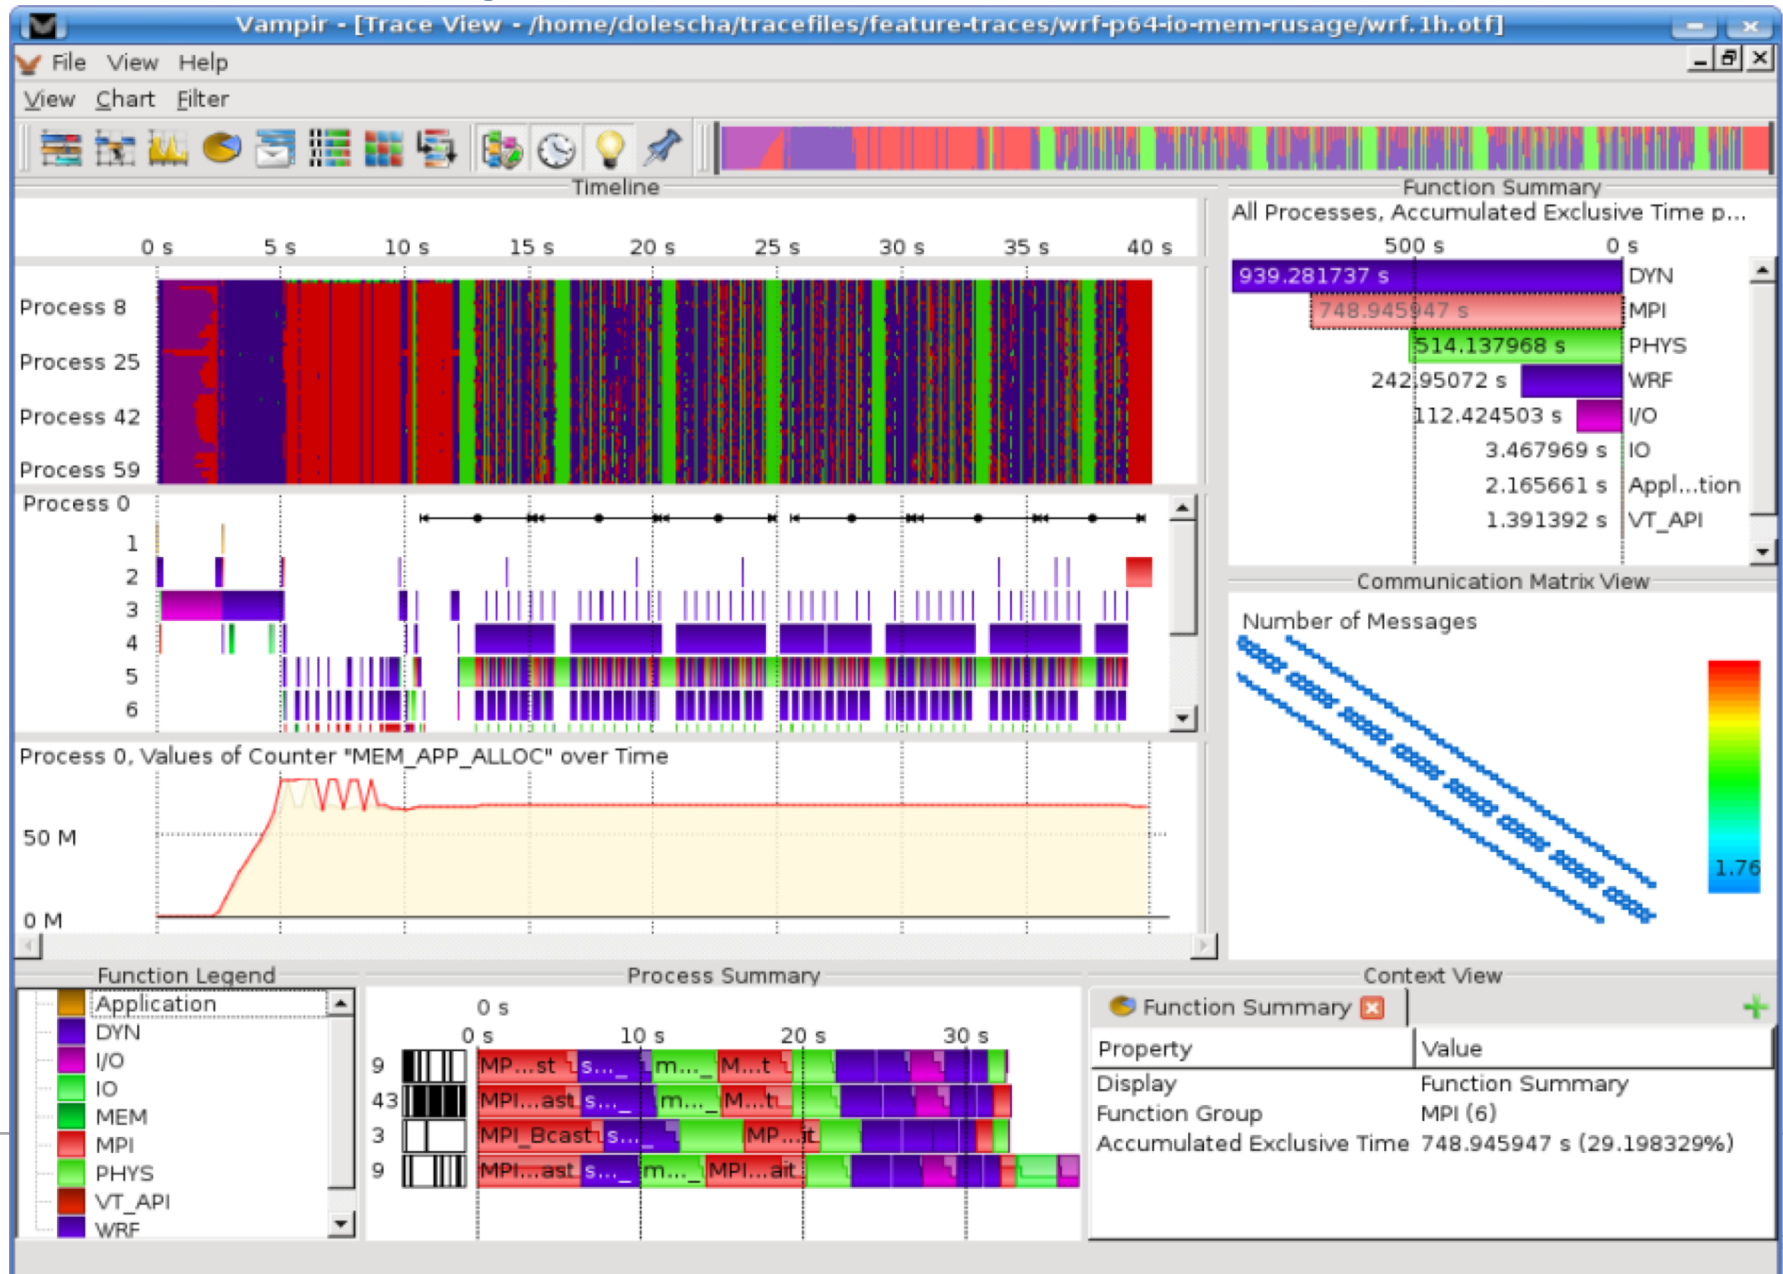 Vampir - [Trace View - /home/dolescha/tracefiles/feature-traces/wrf-p64-io-mem-rusage/wrf.1h.otf]
File View Help
View Chart Filter
Timeline
0 s 5 s 10 s 15 s 20 s 25 s 30 s 35 s 40 s
Process 8
Process 25
Process 42
Process 59
Process 0
1
2
3
4
5
6
Process 0, Values of Counter "MEM_APP_ALLOC" over Time
50 M
0 M
Function Summary
All Processes, Accumulated Exclusive Time p...
500 s 0 s
939.281737 s DYN
748.945947 s MPI
514.137968 s PHYS
242.95072 s WRF
112.424503 s I/O
3.467969 s IO
2.165661 s Appl...tion
1.391392 s VT_API
Communication Matrix View
Number of Messages
1.76
Function Legend
Application
DYN
I/O
IO
MEM
MPI
PHYS
VT_API
WRF
Process Summary
0 s
0 s 10 s 20 s 30 s
9 MP...st s..._ m..._ M...t
43 MPI...ast s..._ m..._ M...t
3 MPI_Bcast s..._ MP...it
9 MPI...ast s..._ m..._ MPI...ait
Context View
Function Summary
Property Value
Display Function Summary
Function Group MPI (6)
Accumulated Exclusive Time 748.945947 s (29.198329%)